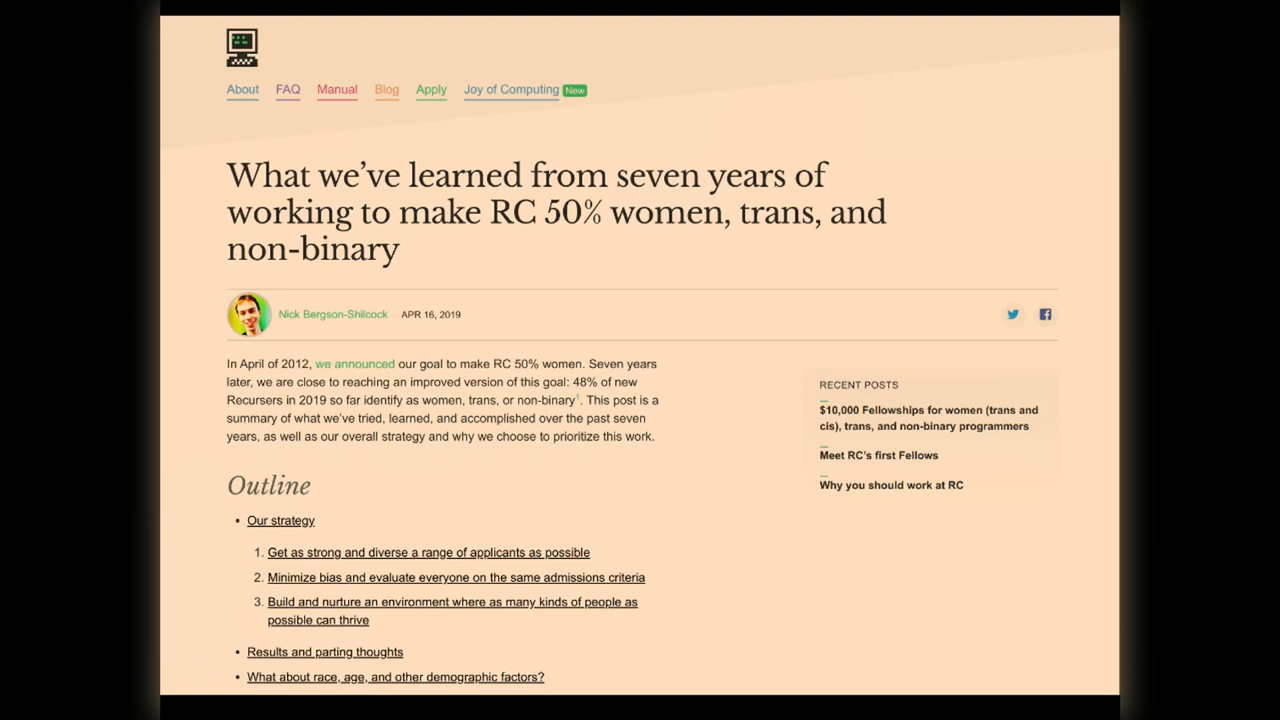 About FAQ Manual Blog Apply Joy of Computing New
What we’ve learned from seven years of
working to make RC 50% women, trans, and
non-binary
Nick Bergson-Shilcock APR 16, 2019
In April of 2012, we announced our goal to make RC 50% women. Seven years
later, we are close to reaching an improved version of this goal: 48% of new
Recursers in 2019 so far identify as women, trans, or non-binary1. This post is a
summary of what we’ve tried, learned, and accomplished over the past seven
years, as well as our overall strategy and why we choose to prioritize this work.
Outline
• Our strategy
1. Get as strong and diverse a range of applicants as possible
2. Minimize bias and evaluate everyone on the same admissions criteria
3. Build and nurture an environment where as many kinds of people as
possible can thrive
• Results and parting thoughts
• What about race, age, and other demographic factors?
RECENT POSTS
$10,000 Fellowships for women (trans and
cis), trans, and non-binary programmers
Meet RC’s first Fellows
Why you should work at RC